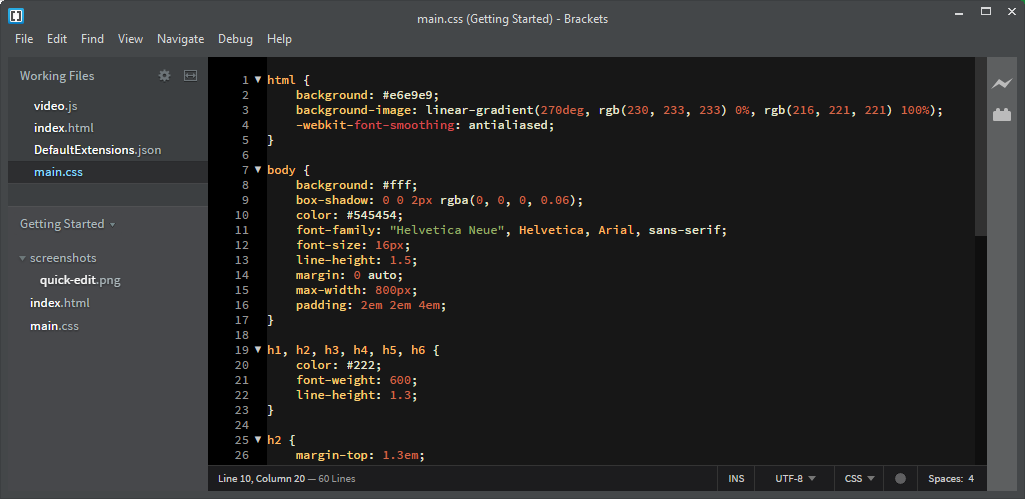 main.css (Getting Started) - Brackets
File Edit Find View Navigate Debug Help
Working Files
video.js
index.html
DefaultExtensions.json
main.css
Getting Started
screenshots
quick-edit.png
index.html
main.css
1 html {
2     background: #e6e9e9;
3     background-image: linear-gradient(270deg, rgb(230, 233, 233) 0%, rgb(216, 221, 221) 100%);
4     -webkit-font-smoothing: antialiased;
5 }
6
7 body {
8     background: #fff;
9     box-shadow: 0 0 2px rgba(0, 0, 0, 0.06);
10     color: #545454;
11     font-family: "Helvetica Neue", Helvetica, Arial, sans-serif;
12     font-size: 16px;
13     line-height: 1.5;
14     margin: 0 auto;
15     max-width: 800px;
16     padding: 2em 2em 4em;
17 }
18
19 h1, h2, h3, h4, h5, h6 {
20     color: #222;
21     font-weight: 600;
22     line-height: 1.3;
23 }
24
25 h2 {
26     margin-top: 1.3em;
Line 10, Column 20 — 60 Lines INS UTF-8 CSS Spaces: 4